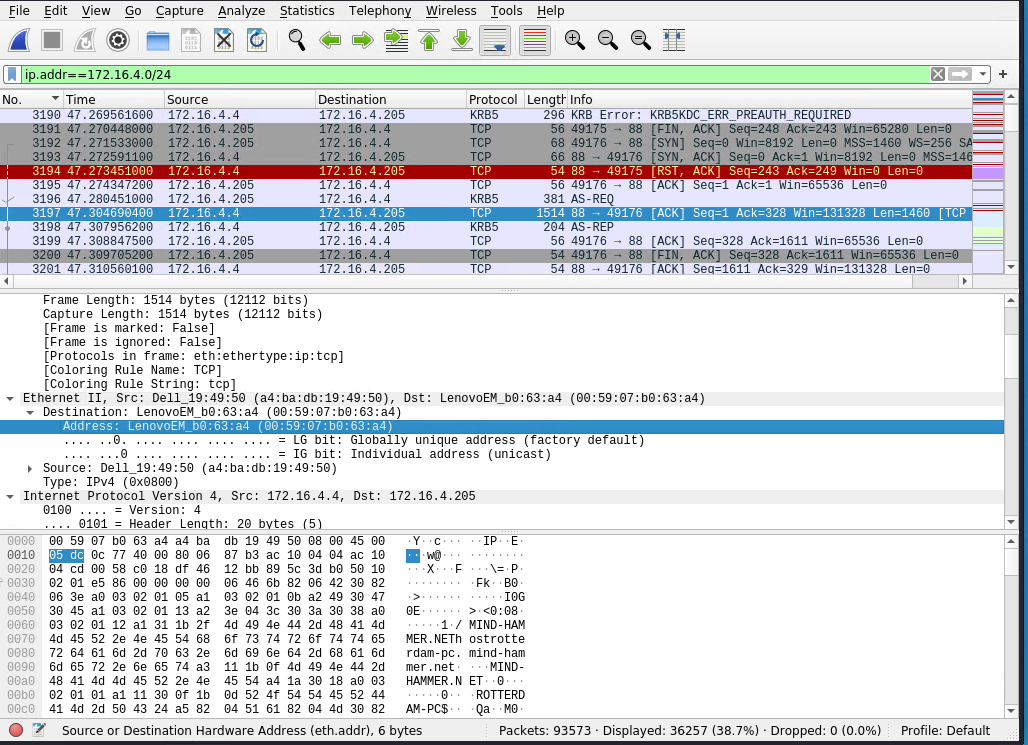 File Edit View Go Capture Analyze Statistics Telephony Wireless Tools Help
ip.addr==172.16.4.0/24
No. Time Source Destination Protocol Length Info
3190 47.269561600 172.16.4.4 172.16.4.205 KRB5 296 KRB Error: KRB5KDC_ERR_PREAUTH_REQUIRED
3191 47.270448000 172.16.4.205 172.16.4.4 TCP 56 49175 → 88 [FIN, ACK] Seq=248 Ack=243 Win=65280 Len=0
3192 47.271533000 172.16.4.205 172.16.4.4 TCP 68 49176 → 88 [SYN] Seq=0 Win=8192 Len=0 MSS=1460 WS=256 SA
3193 47.272591100 172.16.4.4 172.16.4.205 TCP 66 88 → 49176 [SYN, ACK] Seq=0 Ack=1 Win=8192 Len=0 MSS=146
3194 47.273451000 172.16.4.4 172.16.4.205 TCP 54 88 → 49175 [RST, ACK] Seq=243 Ack=249 Win=0 Len=0
3195 47.274347200 172.16.4.205 172.16.4.4 TCP 56 49176 → 88 [ACK] Seq=1 Ack=1 Win=65536 Len=0
3196 47.280451000 172.16.4.205 172.16.4.4 KRB5 381 AS-REQ
3197 47.304690400 172.16.4.4 172.16.4.205 TCP 1514 88 → 49176 [ACK] Seq=1 Ack=328 Win=131328 Len=1460 [TCP
3198 47.307956200 172.16.4.4 172.16.4.205 KRB5 204 AS-REP
3199 47.308847500 172.16.4.205 172.16.4.4 TCP 56 49176 → 88 [ACK] Seq=328 Ack=1611 Win=65536 Len=0
3200 47.309705200 172.16.4.205 172.16.4.4 TCP 54 49176 → 88 [FIN, ACK] Seq=328 Ack=1611 Win=65536 Len=0
3201 47.310560100 172.16.4.4 172.16.4.205 TCP 54 88 → 49176 [ACK] Seq=1611 Ack=329 Win=131328 Len=0
Frame Length: 1514 bytes (12112 bits)
Capture Length: 1514 bytes (12112 bits)
[Frame is marked: False]
[Frame is ignored: False]
[Protocols in frame: eth:ethertype:ip:tcp]
[Coloring Rule Name: TCP]
[Coloring Rule String: tcp]
Ethernet II, Src: Dell_19:49:50 (a4:ba:db:19:49:50), Dst: LenovoEM_b0:63:a4 (00:59:07:b0:63:a4)
Destination: LenovoEM_b0:63:a4 (00:59:07:b0:63:a4)
Address: LenovoEM_b0:63:a4 (00:59:07:b0:63:a4)
.... ..0. .... .... .... .... = LG bit: Globally unique address (factory default)
.... ...0 .... .... .... .... = IG bit: Individual address (unicast)
Source: Dell_19:49:50 (a4:ba:db:19:49:50)
Type: IPv4 (0x0800)
Internet Protocol Version 4, Src: 172.16.4.4, Dst: 172.16.4.205
0100 .... = Version: 4
.... 0101 = Header Length: 20 bytes (5)
0000 00 59 07 b0 63 a4 a4 ba db 19 49 50 08 00 45 00 ·Y··c··· ··IP··E·
0010 05 dc 0c 77 40 00 80 06 87 b3 ac 10 04 04 ac 10 ···w@··· ········
0020 04 cd 00 58 c0 18 df 46 12 bb 89 5c 3d b0 50 10 ···X···F ···\=·P·
0030 02 01 e5 86 00 00 00 00 06 46 6b 82 06 42 30 82 ········ ·Fk··B0·
0040 06 3e a0 03 02 01 05 a1 03 02 01 0b a2 49 30 47 ·>······ ·····I0G
0050 30 45 a1 03 02 01 13 a2 3e 04 3c 30 3a 30 38 a0 0E······ >·<0:08·
0060 03 02 01 12 a1 31 1b 2f 4d 49 4e 44 2d 48 41 4d ·····1·/ MIND-HAM
0070 4d 45 52 2e 4e 45 54 68 6f 73 74 72 6f 74 74 65 MER.NETh ostrotte
0080 72 64 61 6d 2d 70 63 2e 6d 69 6e 64 2d 68 61 6d rdam-pc. mind-ham
0090 6d 65 72 2e 6e 65 74 a3 11 1b 0f 4d 49 4e 44 2d mer.net· ···MIND-
00a0 48 41 4d 4d 45 52 2e 4e 45 54 a4 1a 30 18 a0 03 HAMMER.N ET··0···
00b0 02 01 01 a1 11 30 0f 1b 0d 52 4f 54 54 45 52 44 ·····0·· ·ROTTERD
00c0 41 4d 2d 50 43 24 a5 82 04 51 61 82 04 4d 30 82 AM-PC$·· ·Qa··M0·
Source or Destination Hardware Address (eth.addr), 6 bytes Packets: 93573 · Displayed: 36257 (38.7%) · Dropped: 0 (0.0%) Profile: Default